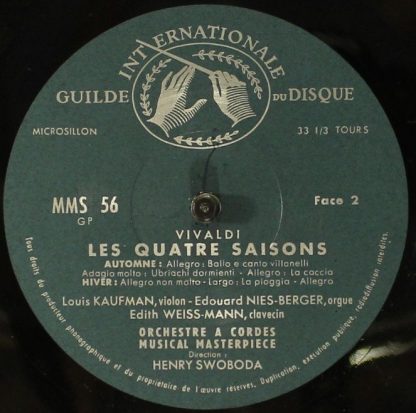 GUILDE INTERNATIONALE DU DISQUE
MICROSILLON
33 1/3 TOURS
MMS 56
GP
Face 2
VIVALDI
LES QUATRE SAISONS
AUTOMNE: Allegro: Ballo e canto villanelli
Adagio molto: Ubriachi dormienti - Allegro: La caccia
HIVER: Allegro non molto - Largo: La pioggia - Allegro
Louis KAUFMAN, violon - Edouard NIES-BERGER, orgue
Edith WEISS-MANN, clavecin
ORCHESTRE A CORDES
MUSICAL MASTERPIECE
Direction:
HENRY SWOBODA
Tous droits du producteur phonographique et du propriétaire de l'œuvre réservés. Duplication, exécution publique, radiodiffusion interdites.